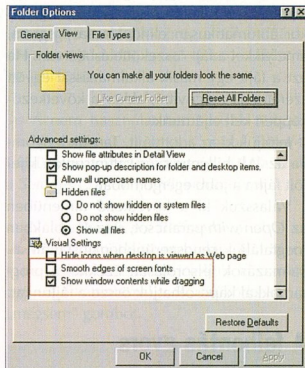 Folder Options
General View File Types
Folder views
You can make all your folders look the same.
Like Current Folder Reset All Folders
Advanced settings:
Show file attributes in Detail View
Show pop-up description for folder and desktop items.
Allow all uppercase names
Hidden files
Do not show hidden or system files
Do not show hidden files
Show all files
Visual Settings
Hide icons when desktop is viewed as Web page
Smooth edges of screen fonts
Show window contents while dragging
Restore Defaults
OK Cancel Apply